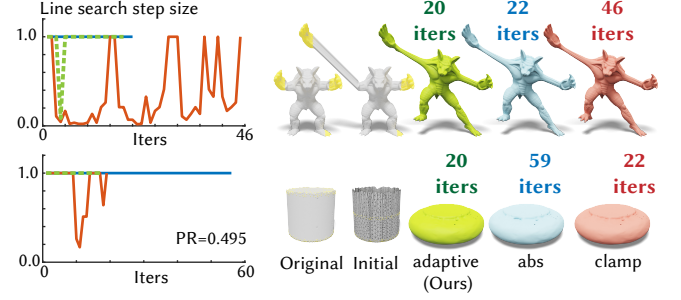 Line search step size
1.0
0.0
0
46
Iters
20
iters
22
iters
46
iters
1.0
0.0
0
60
Iters
PR=0.495
20
iters
59
iters
22
iters
Original
Initial
adaptive
(Ours)
abs
clamp